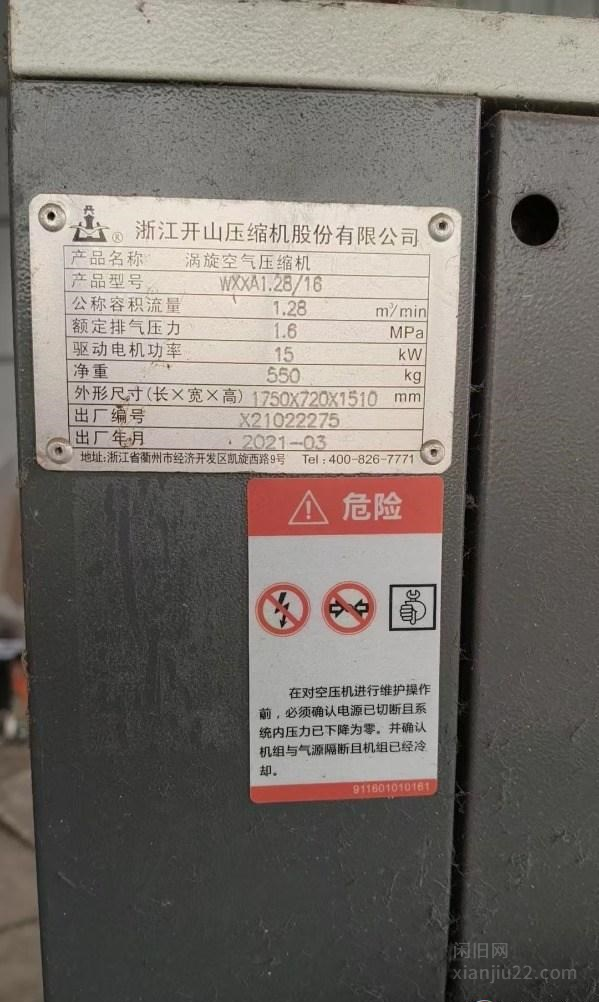 开
®
浙江开山压缩机股份有限公司
产品名称 涡旋空气压缩机
产品型号 WXXA1.28/16
公称容积流量 1.28 m³/min
额定排气压力 1.6 MPa
驱动电机功率 15 kW
净重 550 kg
外形尺寸(长×宽×高) 1750X720X1510 mm
出厂编号 X21022275
出厂年月 2021-03
地址:浙江省衢州市经济开发区凯旋西路9号 Tel:400-826-7771
危险
在对空压机进行维护操作
前，必须确认电源已切断且系
统内压力已下降为零。并确认
机组与气源隔断且机组已经冷
却。
911601010161
闲旧网
xianjiu22.com